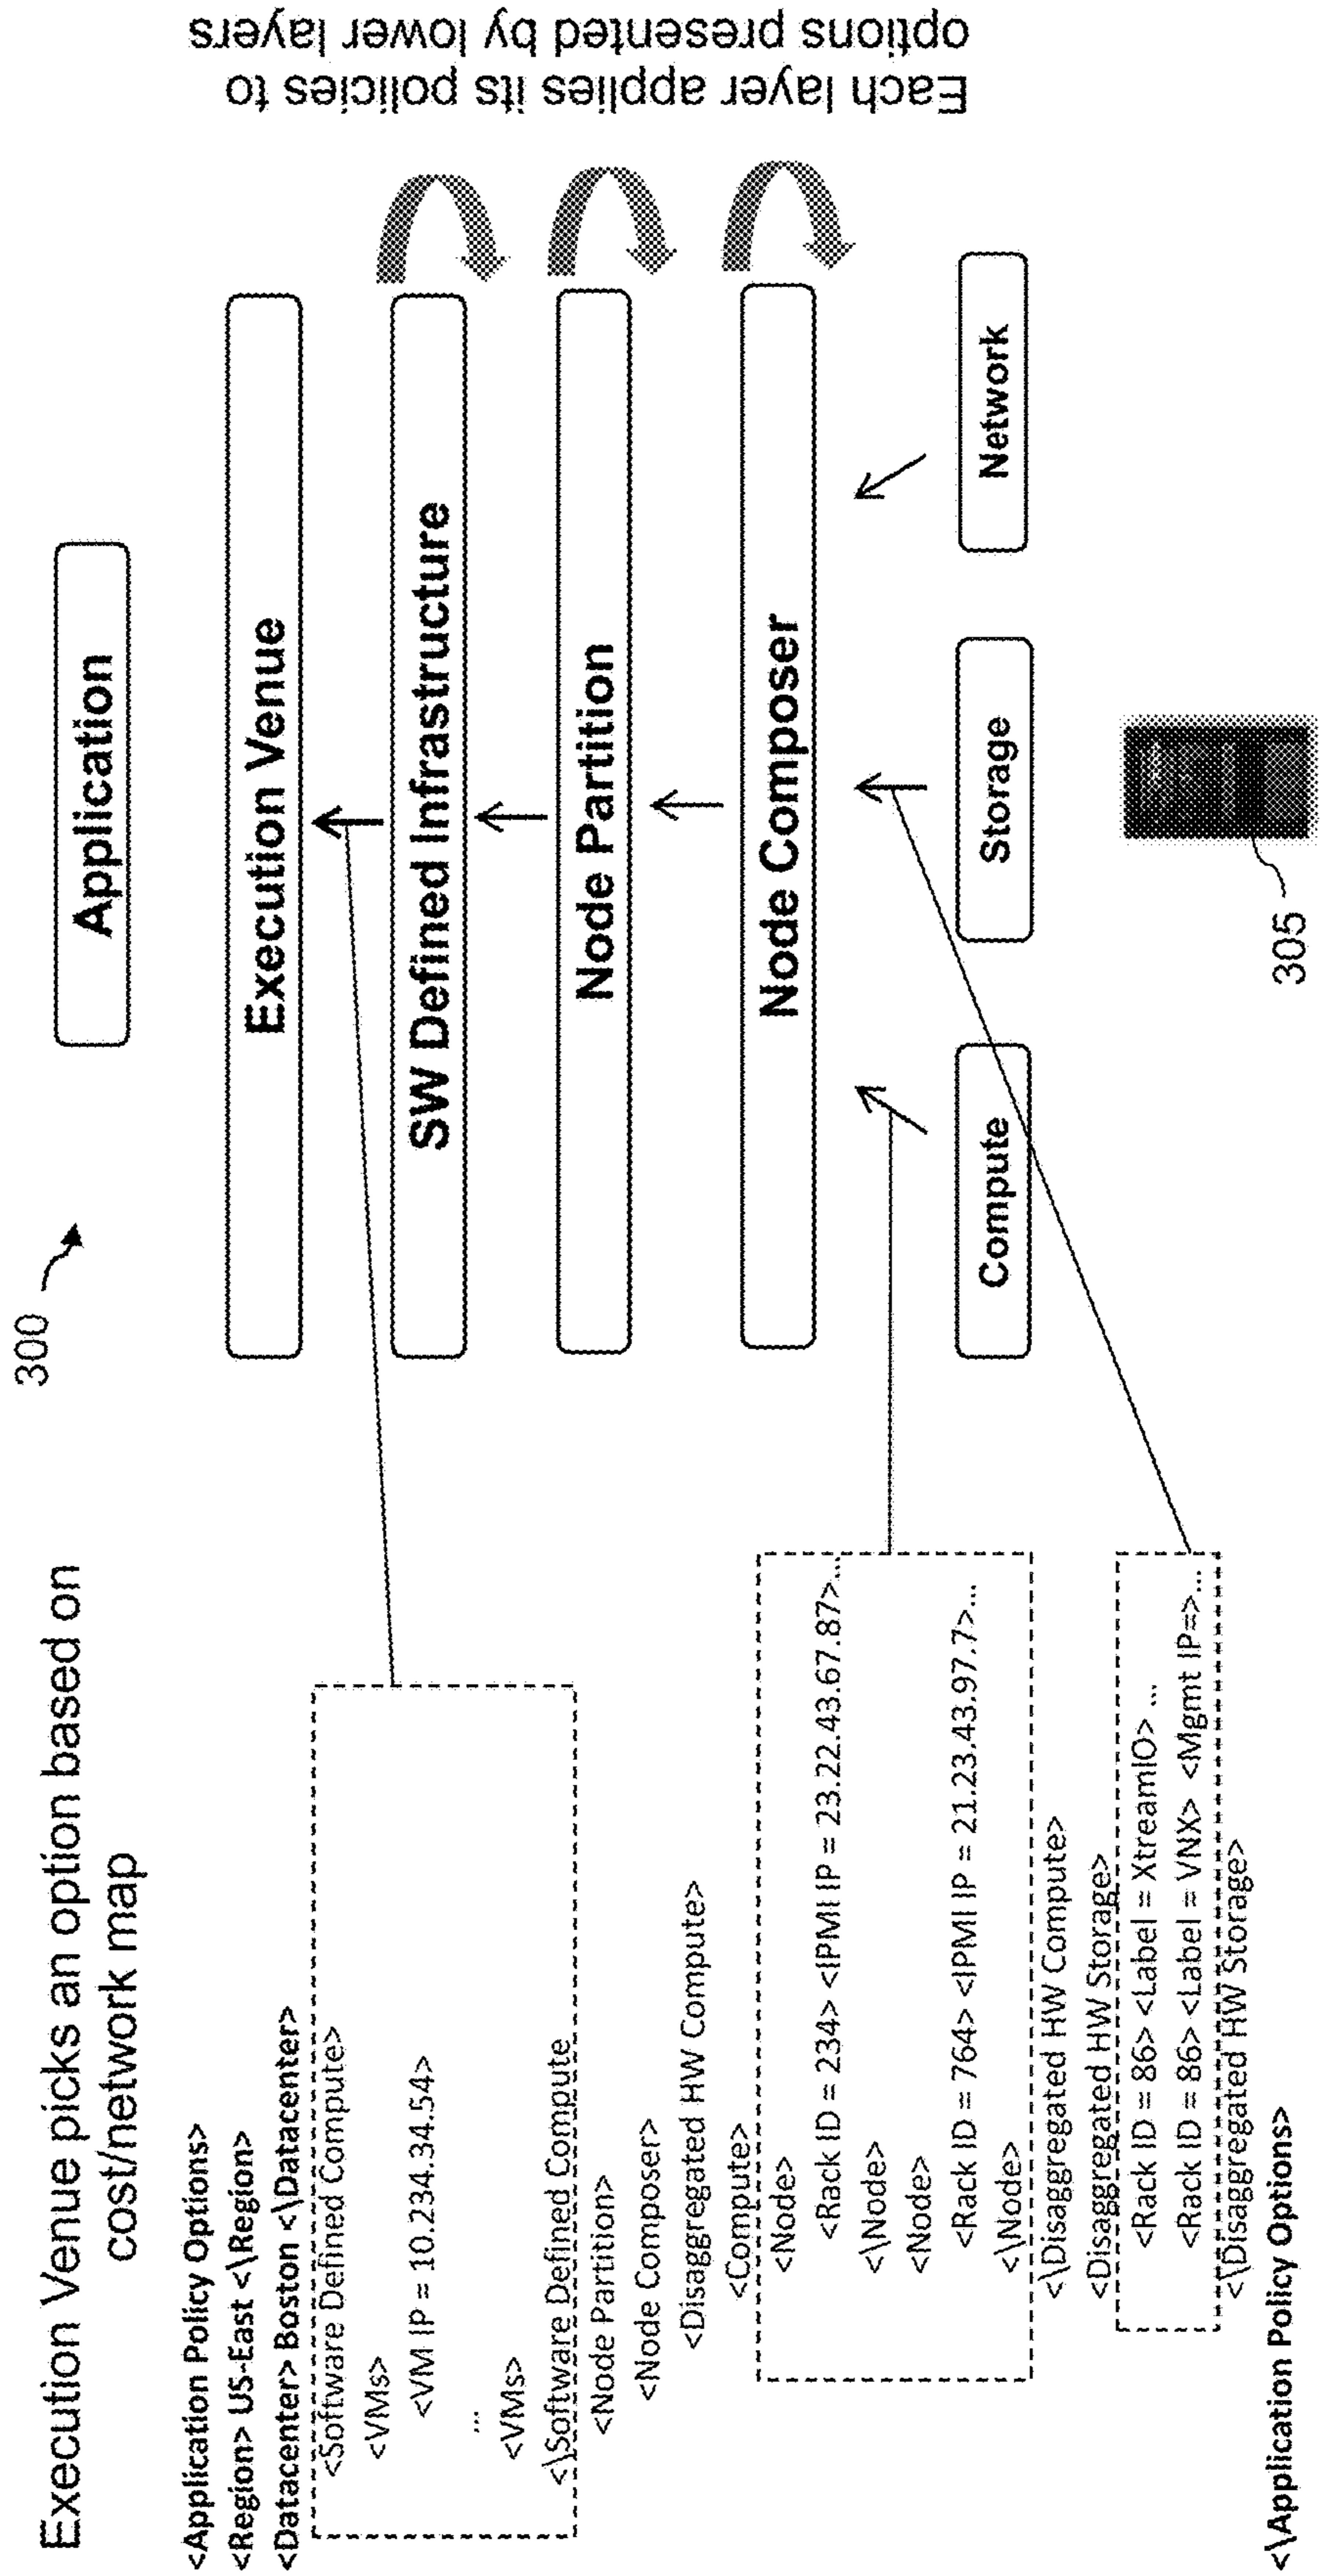 Execution Venue picks an option based on
cost/network map
<Application Policy Options>
<Region> US-East <\Region>
<Datacenter> Boston <\Datacenter>
<Software Defined Compute>
<VMs>
<VM IP = 10.234.34.54>
...
<VMs>
<\Software Defined Compute
<Node Partition>
<Node Composer>
<Disaggregated HW Compute>
<Compute>
<Node>
<Rack ID = 234> <IPMI IP = 23.22.43.67.87>...
<\Node>
<Node>
<Rack ID = 764> <IPMI IP = 21.23.43.97.7>...
<\Node>
<\Disaggregated HW Compute>
<Disaggregated HW Storage>
<Rack ID = 86> <Label = XtreamIO> ...
<Rack ID = 86> <Label = VNX> <Mgmt IP=>...
<\Disaggregated HW Storage>
<\Application Policy Options>
300
Application
Execution Venue
SW Defined Infrastructure
Node Partition
Node Composer
Compute
Storage
Network
305
Each layer applies its policies to
options presented by lower layers